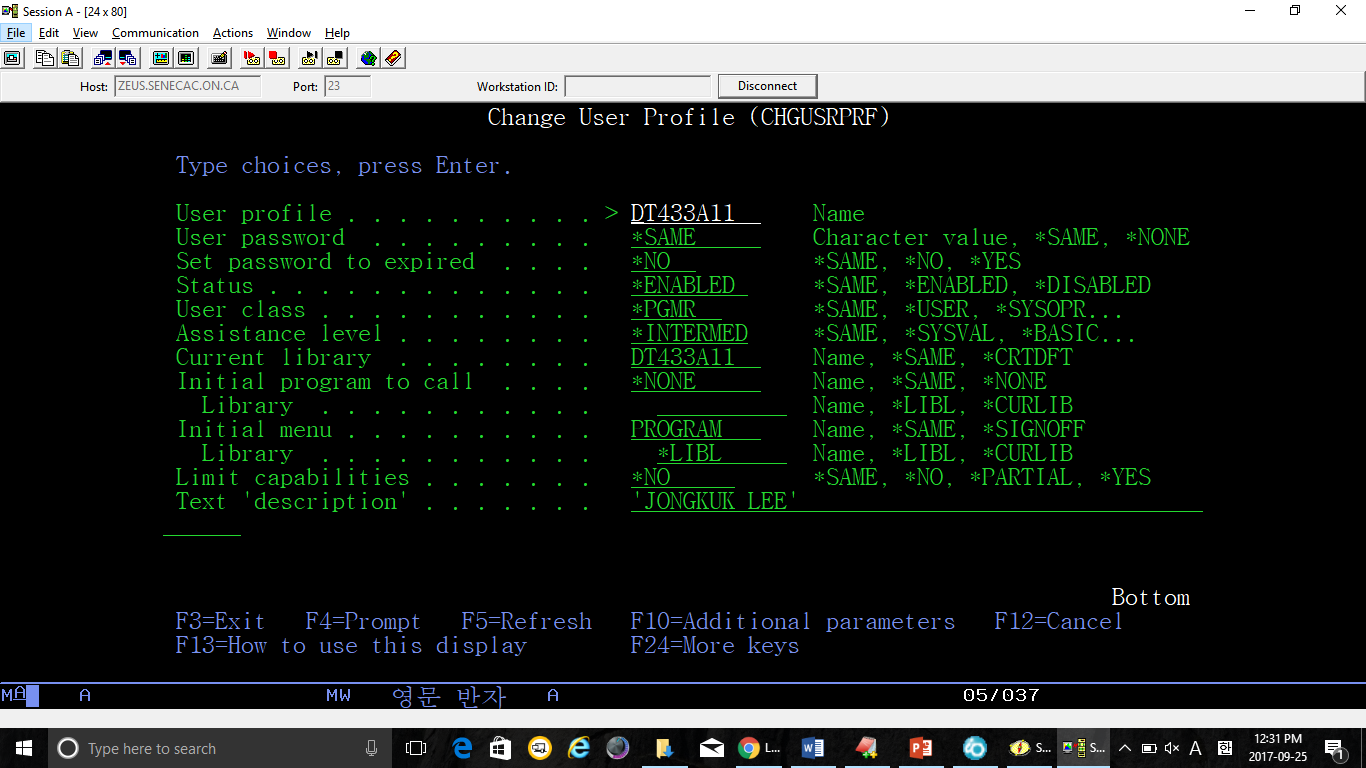 Session A - [24 x 80]
File Edit View Communication Actions Window Help
Host: ZEUS.SENECAC.ON.CA Port: 23 Workstation ID: Disconnect
Change User Profile (CHGUSRPRF)
Type choices, press Enter.
User profile . . . . . . . . . . > DT433A11 Name
User password . . . . . . . . . *SAME Character value, *SAME, *NONE
Set password to expired . . . . *NO *SAME, *NO, *YES
Status . . . . . . . . . . . . . *ENABLED *SAME, *ENABLED, *DISABLED
User class . . . . . . . . . . . *PGMR *SAME, *USER, *SYSOPR...
Assistance level . . . . . . . . *INTERMED *SAME, *SYSVAL, *BASIC...
Current library . . . . . . . . DT433A11 Name, *SAME, *CRTDFT
Initial program to call . . . . *NONE Name, *SAME, *NONE
Library . . . . . . . . . . . Name, *LIBL, *CURLIB
Initial menu . . . . . . . . . . PROGRAM Name, *SAME, *SIGNOFF
Library . . . . . . . . . . . *LIBL Name, *LIBL, *CURLIB
Limit capabilities . . . . . . . *NO *SAME, *NO, *PARTIAL, *YES
Text 'description' . . . . . . . 'JONGKUK LEE'
Bottom
F3=Exit F4=Prompt F5=Refresh F10=Additional parameters F12=Cancel
F13=How to use this display F24=More keys
MA A MW 영문 반자 A 05/037
Type here to search L... S... S... A 한 12:31 PM
2017-09-25 1